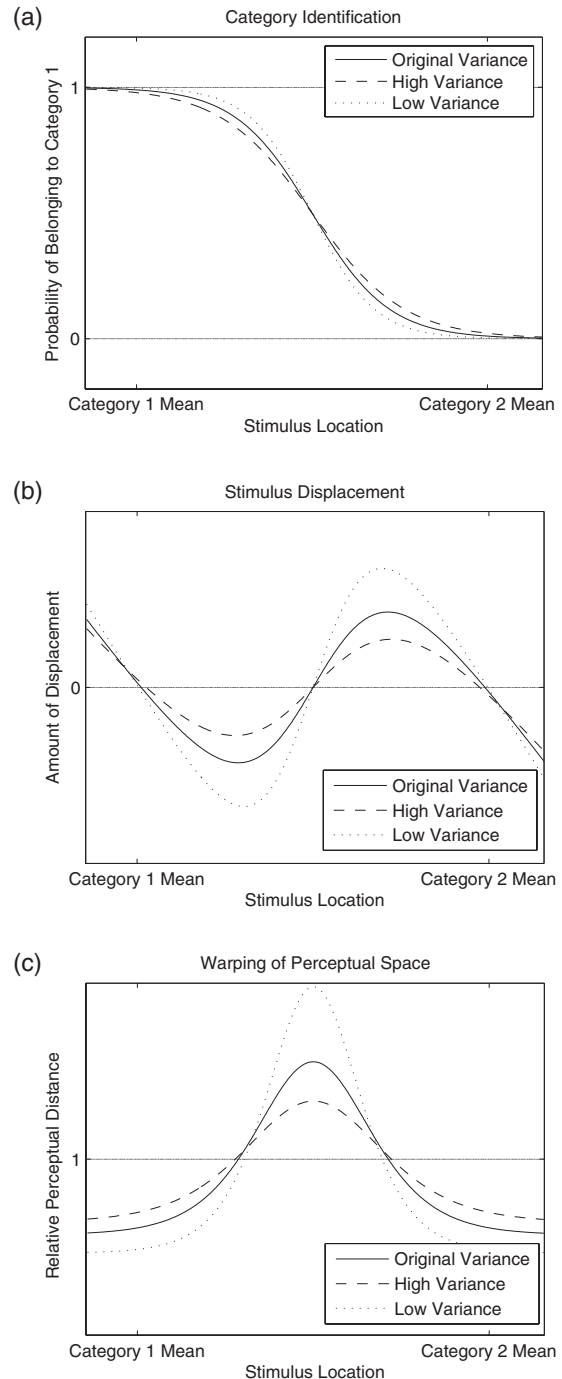 (a)
Category Identification
Original Variance
High Variance
Low Variance
1
0
Probability of Belonging to Category 1
Category 1 Mean
Category 2 Mean
Stimulus Location
(b)
Stimulus Displacement
0
Amount of Displacement
Original Variance
High Variance
Low Variance
Category 1 Mean
Category 2 Mean
Stimulus Location
(c)
Warping of Perceptual Space
1
Relative Perceptual Distance
Original Variance
High Variance
Low Variance
Category 1 Mean
Category 2 Mean
Stimulus Location